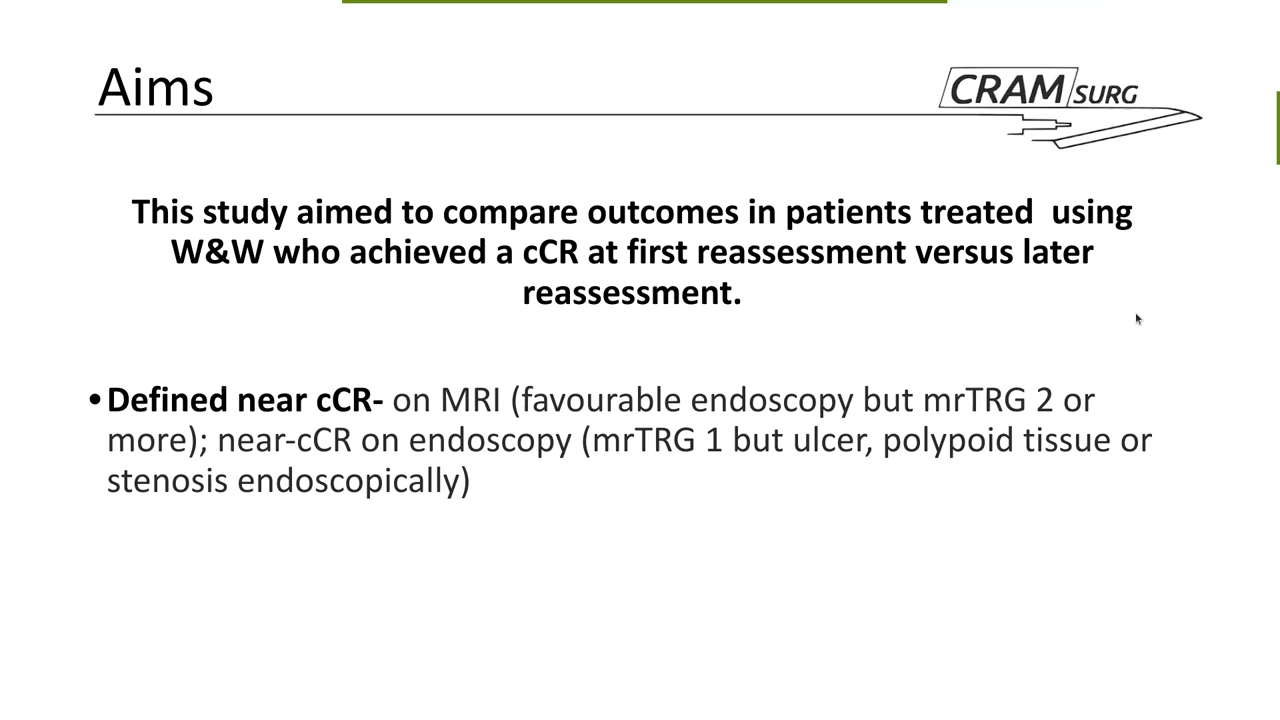 Aims
CRAM SURG
This study aimed to compare outcomes in patients treated  using
W&W who achieved a cCR at first reassessment versus later
reassessment.
•Defined near cCR- on MRI (favourable endoscopy but mrTRG 2 or
more); near-cCR on endoscopy (mrTRG 1 but ulcer, polypoid tissue or
stenosis endoscopically)